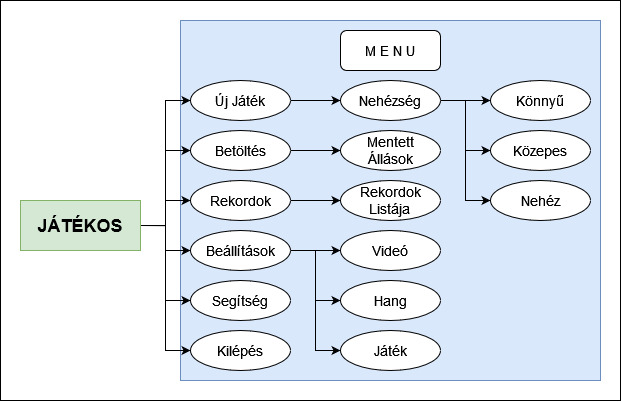 M E N U
Új Játék
Nehézség
Könnyű
Betöltés
Mentett
Állások
Közepes
Rekordok
Rekordok
Listája
Nehéz
JÁTÉKOS
Beállítások
Videó
Segítség
Hang
Kilépés
Játék